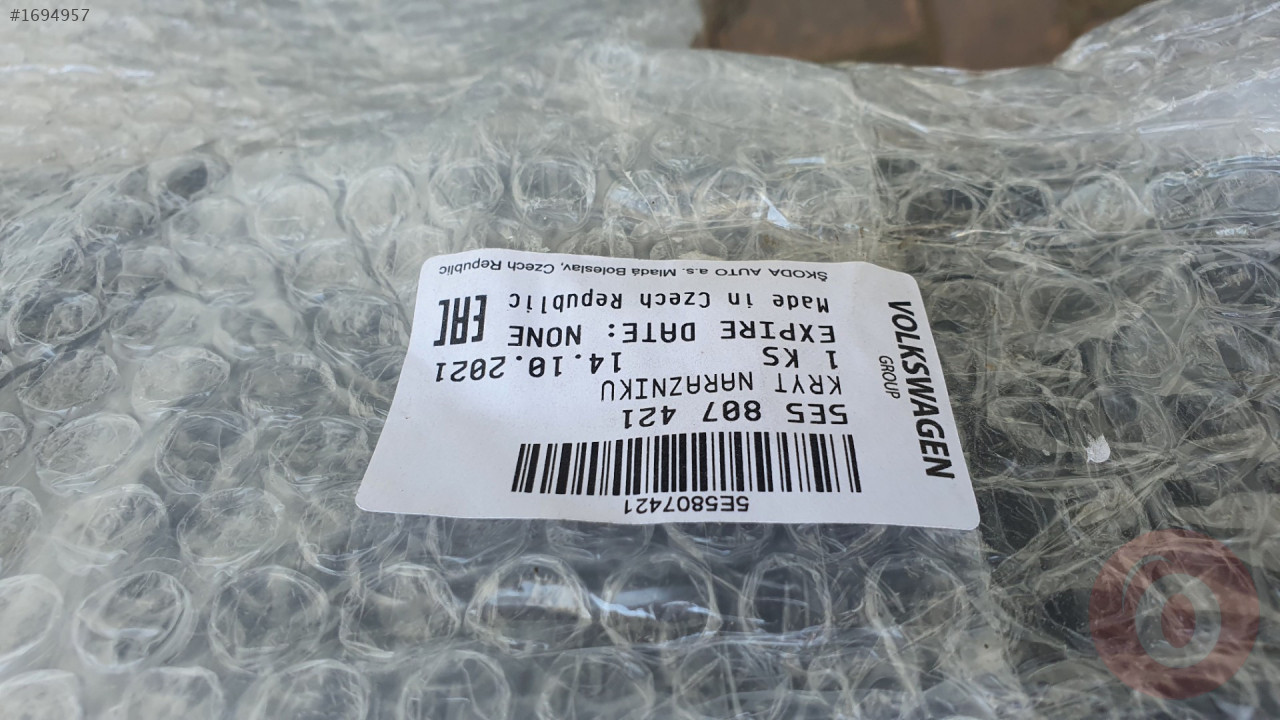 #1694957
5E5807421
5E5 807 421
KRYT NARAZNIKU
1 KS 14.10.2021
EXPIRE DATE: NONE
Made in Czech Republic
EAC
ŠKODA AUTO a.s. Mladá Boleslav, Czech Republic
VOLKSWAGEN
GROUP